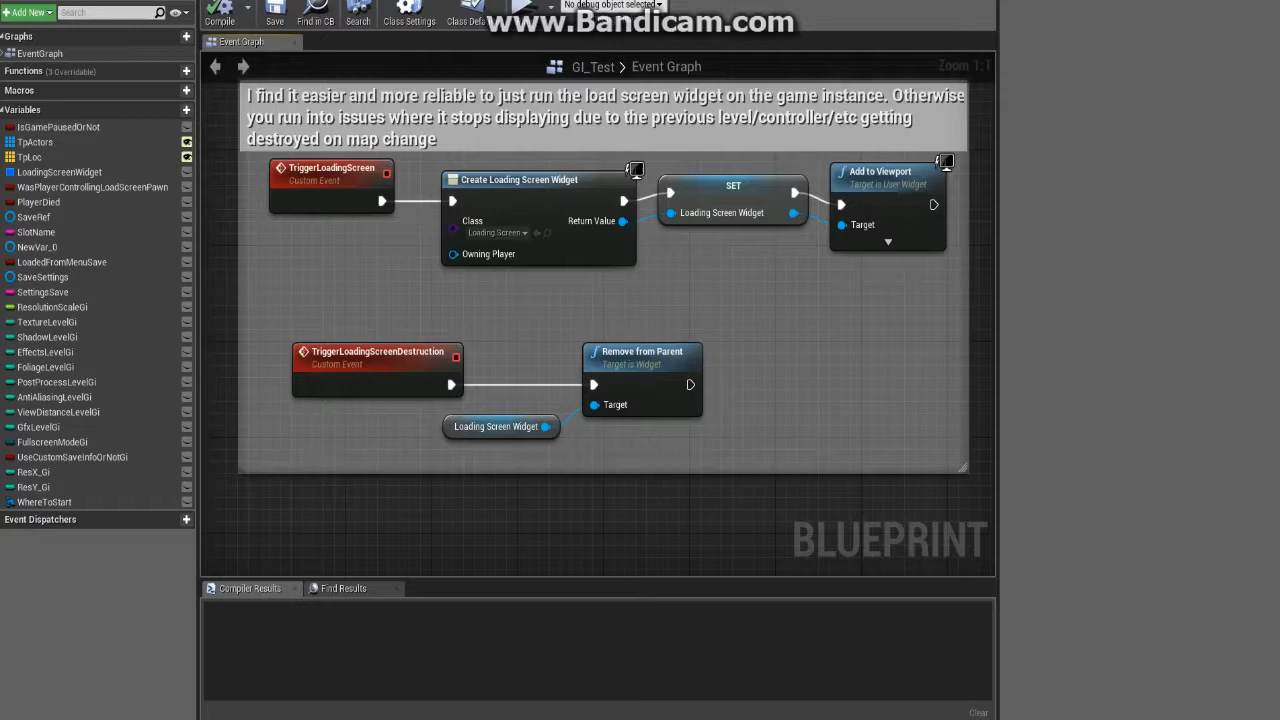 Add New
Search
Compile
Save
Find in CB
Search
Class Settings
Class Def
No debug object selected
www.Bandicam.com
Graphs
EventGraph
Functions (3 Overridable)
Macros
Variables
IsGamePausedOrNot
TpActors
TpLoc
LoadingScreenWidget
WasPlayerControllingLoadScreenPawn
PlayerDied
SaveRef
SlotName
NewVar_0
LoadedFromMenuSave
SaveSettings
SettingsSave
ResolutionScaleGi
TextureLevelGi
ShadowLevelGi
EffectsLevelGi
FoliageLevelGi
PostProcessLevelGi
AntiAliasingLevelGi
ViewDistanceLevelGi
GfxLevelGi
FullscreenModeGi
UseCustomSaveInfoOrNotGi
ResX_Gi
ResY_Gi
WhereToStart
Event Dispatchers
Event Graph
GI_Test > Event Graph
Zoom 1:1
I find it easier and more reliable to just run the load screen widget on the game instance. Otherwise
you run into issues where it stops displaying due to the previous level/controller/etc getting
destroyed on map change
TriggerLoadingScreen
Custom Event
Create Loading Screen Widget
Class
Loading Screen
Return Value
Owning Player
SET
Loading Screen Widget
Add to Viewport
Target is User Widget
Target
TriggerLoadingScreenDestruction
Custom Event
Loading Screen Widget
Remove from Parent
Target is Widget
Target
BLUEPRINT
Compiler Results
Find Results
Clear